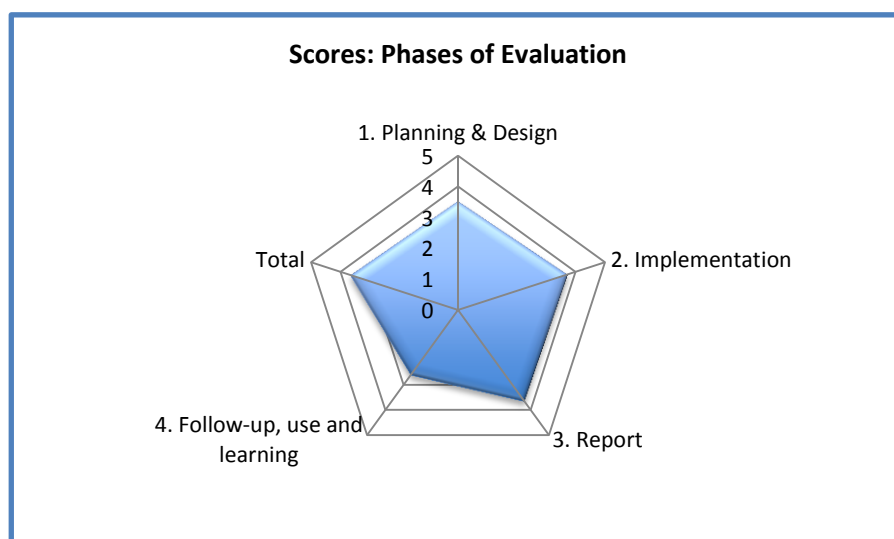 Scores: Phases of Evaluation
1. Planning & Design
5
4
3
2
1
0
Total
2. Implementation
4. Follow-up, use and
learning
3. Report